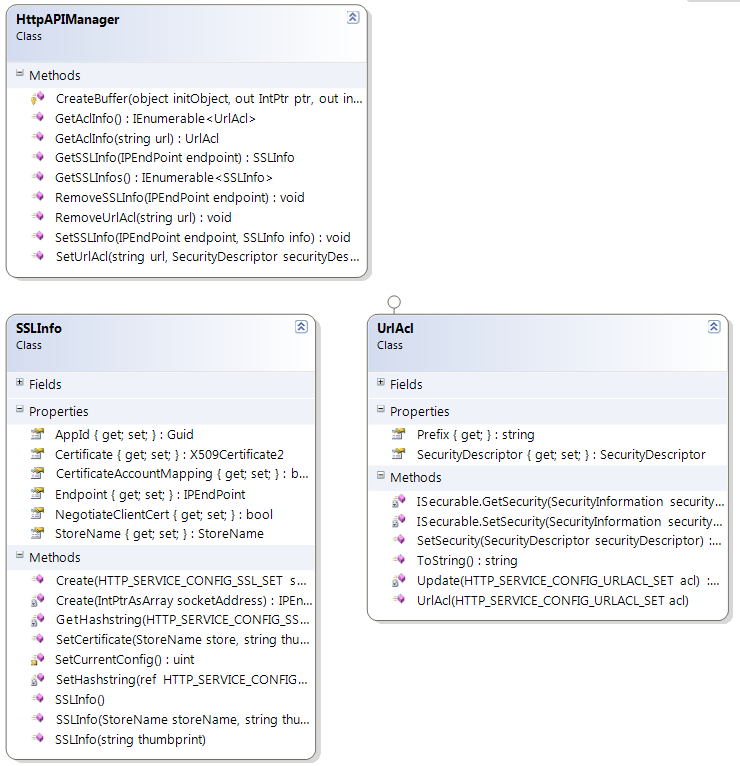 HttpAPIManager
Class
Methods
CreateBuffer(object initObject, out IntPtr ptr, out in...
GetAclInfo() : IEnumerable<UrlAcl>
GetAclInfo(string url) : UrlAcl
GetSSLInfo(IPEndPoint endpoint) : SSLInfo
GetSSLInfos() : IEnumerable<SSLInfo>
RemoveSSLInfo(IPEndPoint endpoint) : void
RemoveUrlAcl(string url) : void
SetSSLInfo(IPEndPoint endpoint, SSLInfo info) : void
SetUrlAcl(string url, SecurityDescriptor securityDes...
SSLInfo
Class
Fields
Properties
AppId { get; set; } : Guid
Certificate { get; set; } : X509Certificate2
CertificateAccountMapping { get; set; } : b...
Endpoint { get; set; } : IPEndPoint
NegotiateClientCert { get; set; } : bool
StoreName { get; set; } : StoreName
Methods
Create(HTTP_SERVICE_CONFIG_SSL_SET s...
Create(IntPtrAsArray socketAddress) : IPEn...
GetHashstring(HTTP_SERVICE_CONFIG_SS...
SetCertificate(StoreName store, string thu...
SetCurrentConfig() : uint
SetHashstring(ref HTTP_SERVICE_CONFIG...
SSLInfo()
SSLInfo(StoreName storeName, string thu...
SSLInfo(string thumbprint)
UrlAcl
Class
Fields
Properties
Prefix { get; } : string
SecurityDescriptor { get; set; } : SecurityDescriptor
Methods
ISecurable.GetSecurity(SecurityInformation security...
ISecurable.SetSecurity(SecurityInformation security...
SetSecurity(SecurityDescriptor securityDescriptor) :...
ToString() : string
Update(HTTP_SERVICE_CONFIG_URLACL_SET acl) :...
UrlAcl(HTTP_SERVICE_CONFIG_URLACL_SET acl)